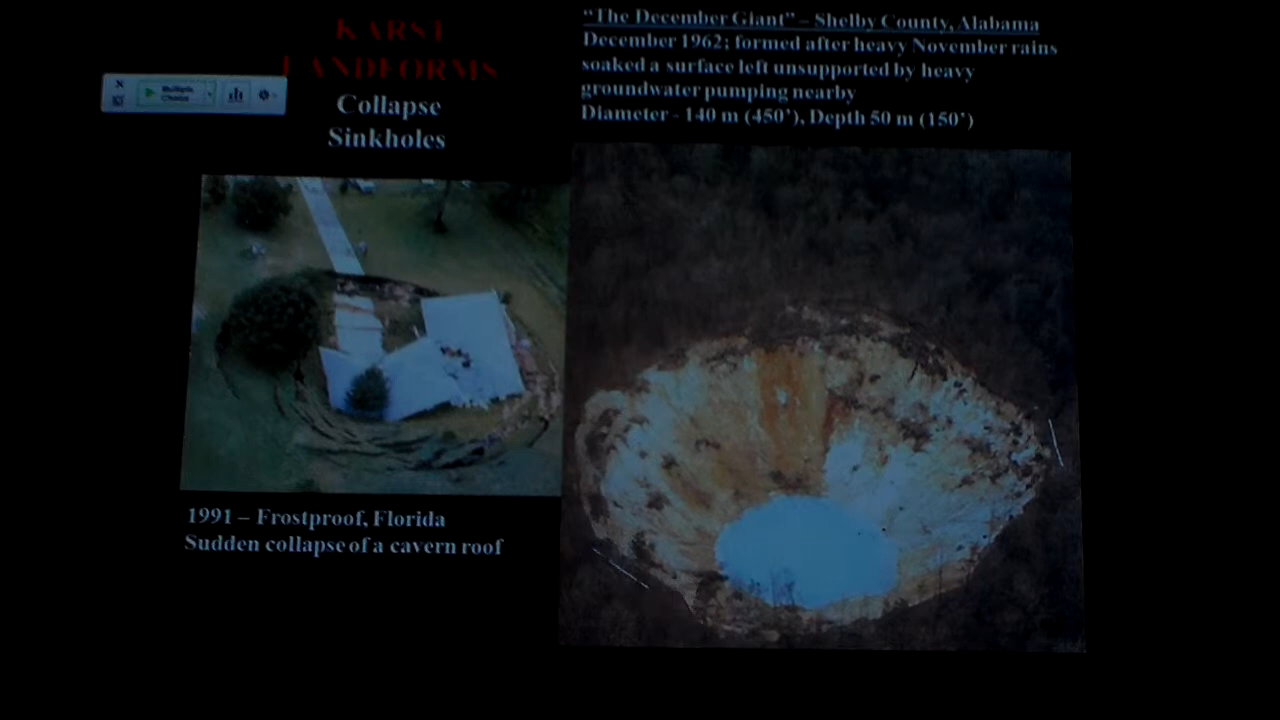 KARST
LANDFORMS
Collapse
Sinkholes
Multiple
Choice
"The December Giant" – Shelby County, Alabama
December 1962; formed after heavy November rains
soaked a surface left unsupported by heavy
groundwater pumping nearby
Diameter - 140 m (450'), Depth 50 m (150')
1991 – Frostproof, Florida
Sudden collapse of a cavern roof